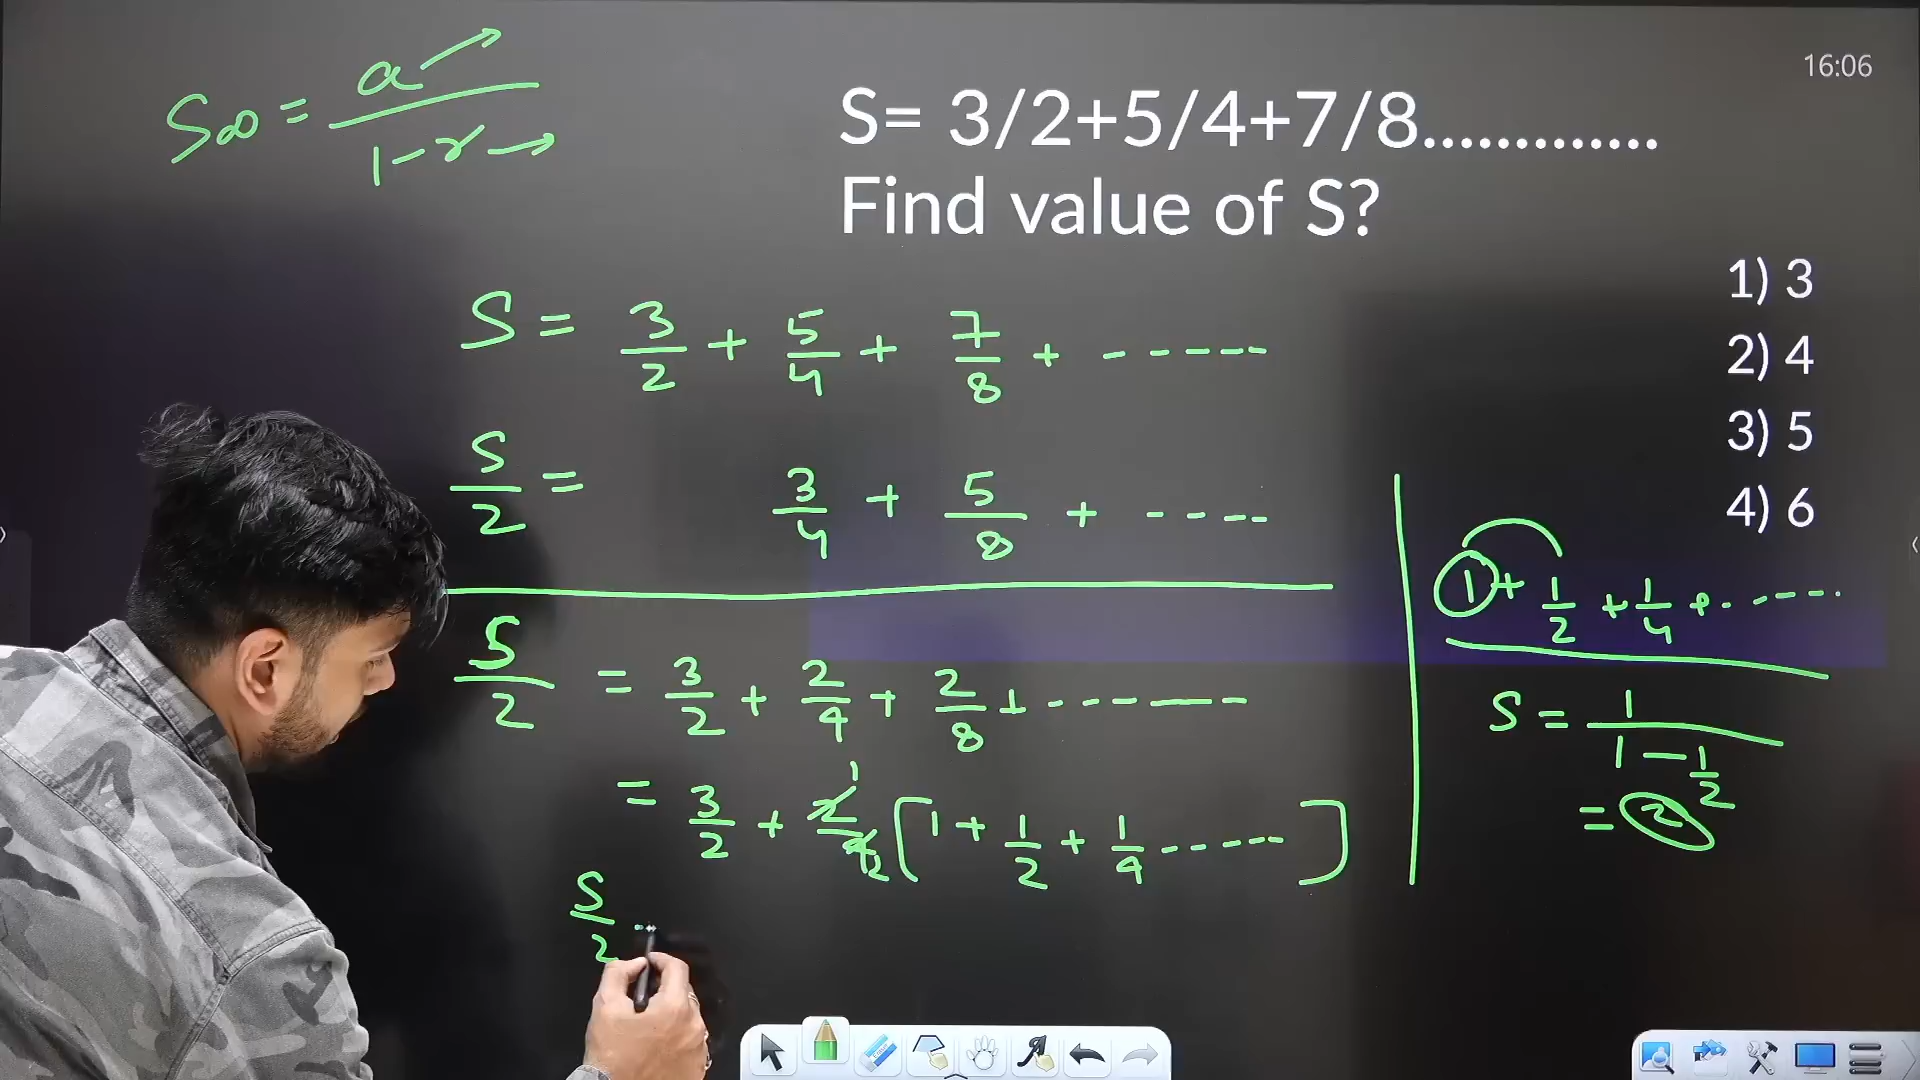 16:06
S∞ = a/1-r
S= 3/2+5/4+7/8.............
Find value of S?
1) 3
2) 4
3) 5
4) 6
S = 3/2 + 5/4 + 7/8 + -----
S/2 = 3/4 + 5/8 + ----
S/2 = 3/2 + 2/4 + 2/8 + -------
= 3/2 + 2/4 1/2 [1 + 1/2 + 1/4 -----]
S/2
1 + 1/2 + 1/4 + -----
S = 1/1 - 1/2
= 2